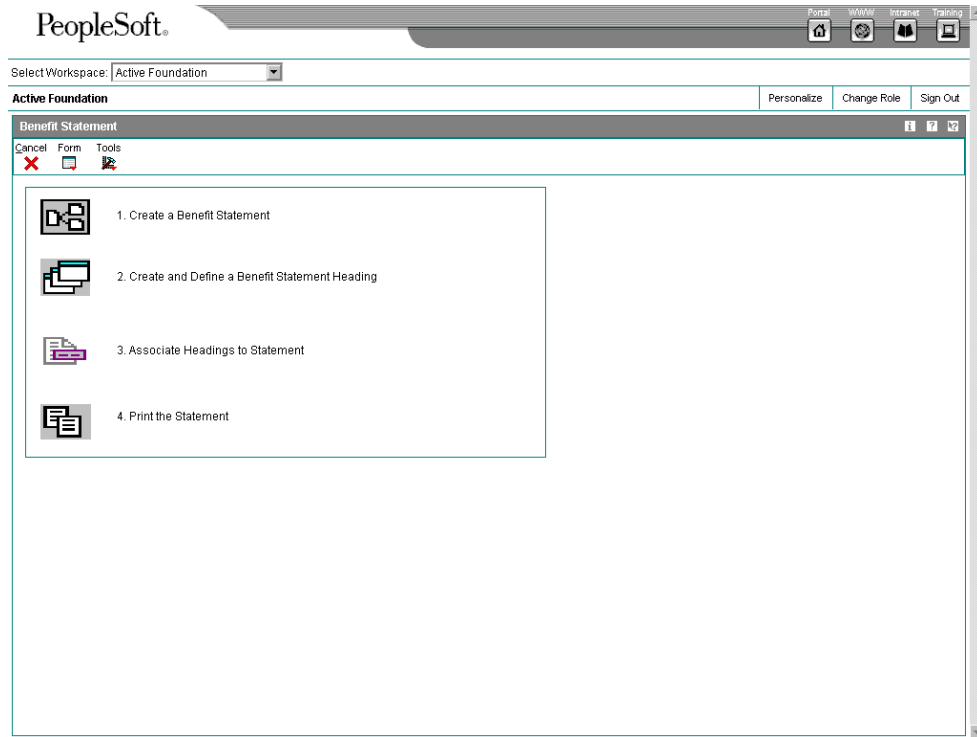 PeopleSoft®
Portal WWW Intranet Training
Select Workspace: Active Foundation
Active Foundation Personalize Change Role Sign Out
Benefit Statement
Cancel Form Tools
1. Create a Benefit Statement
2. Create and Define a Benefit Statement Heading
3. Associate Headings to Statement
4. Print the Statement